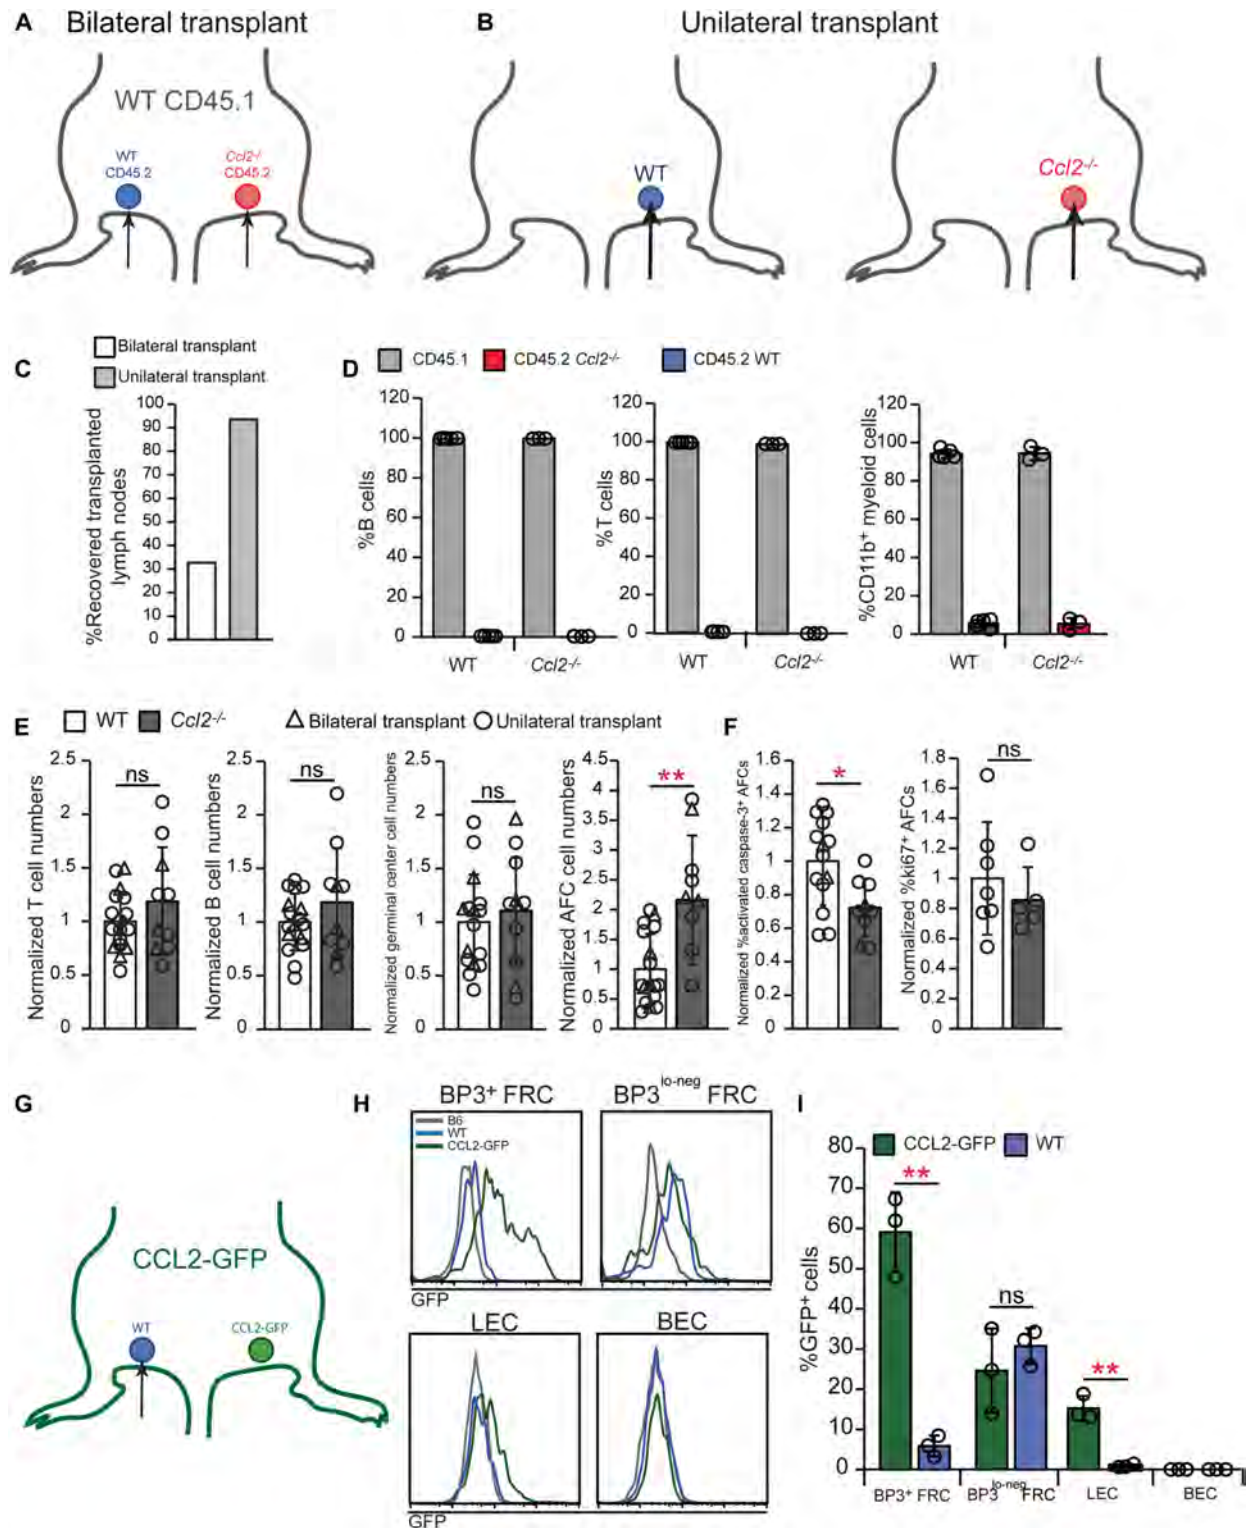 A Bilateral transplant
WT CD45.1
WT
CD45.2
Ccl2-/-
CD45.2
B Unilateral transplant
WT
Ccl2-/-
C
Bilateral transplant
Unilateral transplant
%Recovered transplanted
lymph nodes
100
90
80
70
60
50
40
30
20
10
0
D
CD45.1 CD45.2 Ccl2-/- CD45.2 WT
%B cells
120
100
80
60
40
20
0
WT Ccl2-/-
%T cells
120
100
80
60
40
20
0
WT Ccl2-/-
%CD11b+ myeloid cells
120
100
80
60
40
20
0
WT Ccl2-/-
E WT Ccl2-/- Bilateral transplant Unilateral transplant
Normalized T cell numbers
2.5
2
1.5
1
0.5
0
ns
Normalized B cell numbers
2.5
2
1.5
1
0.5
0
ns
Normalized germinal center cell numbers
2.5
2
1.5
1
0.5
0
ns
Normalized AFC cell numbers
4.5
4
3.5
3
2.5
2
1.5
1
0.5
0
**
F
Normalized %activated caspase-3+ AFCs
1.6
1.4
1.2
1
0.8
0.6
0.4
0.2
0
*
Normalized %ki67+ AFCs
1.8
1.6
1.4
1.2
1
0.8
0.6
0.4
0.2
0
ns
G
CCL2-GFP
WT
CCL2-GFP
H BP3+ FRC BP3lo-neg FRC
B6
WT
CCL2-GFP
GFP
LEC BEC
GFP
I
CCL2-GFP WT
%GFP+ cells
80
70
60
50
40
30
20
10
0
**
ns
**
BP3+ FRC BP3lo-neg FRC LEC BEC